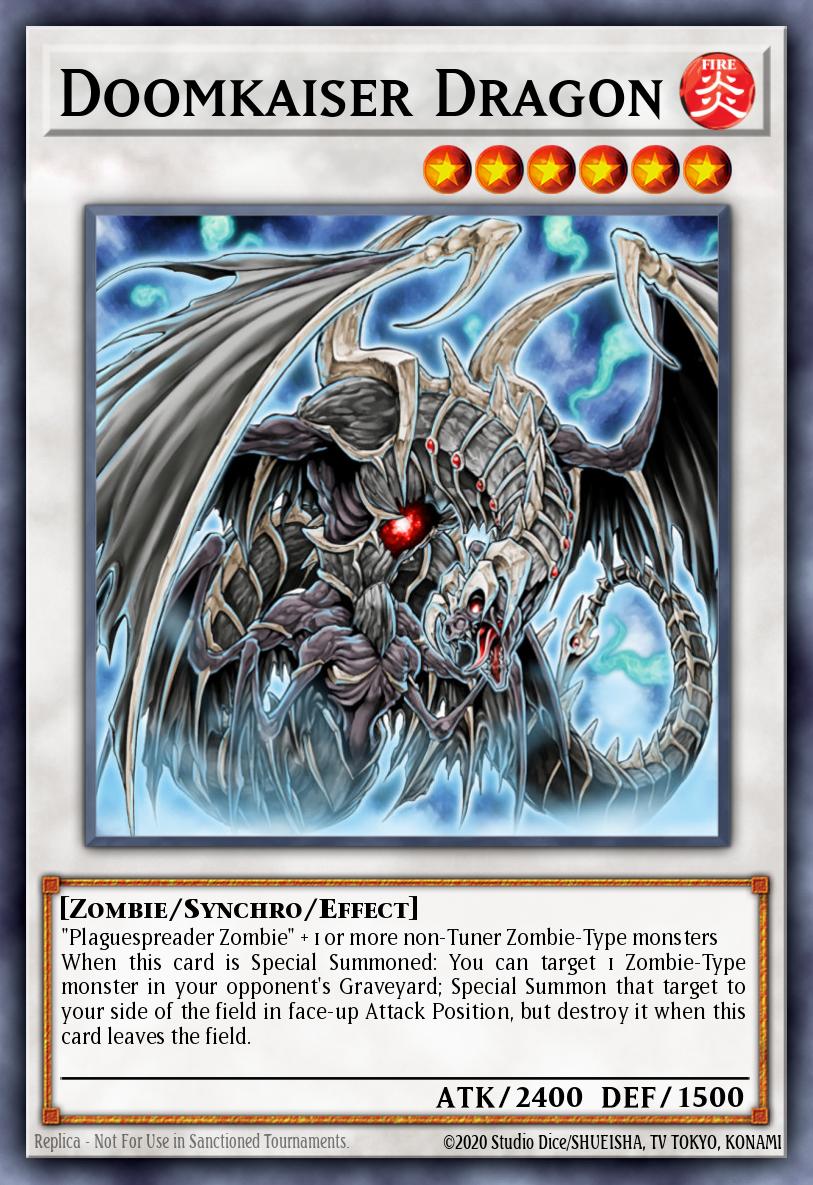 Doomkaiser Dragon
FIRE
炎
[Zombie/Synchro/Effect]
"Plaguespreader Zombie" + 1 or more non-Tuner Zombie-Type monsters
When this card is Special Summoned: You can target 1 Zombie-Type
monster in your opponent's Graveyard; Special Summon that target to
your side of the field in face-up Attack Position, but destroy it when this
card leaves the field.
ATK/2400 DEF/1500
Replica - Not For Use in Sanctioned Tournaments.
©2020 Studio Dice/SHUEISHA, TV TOKYO, KONAMI